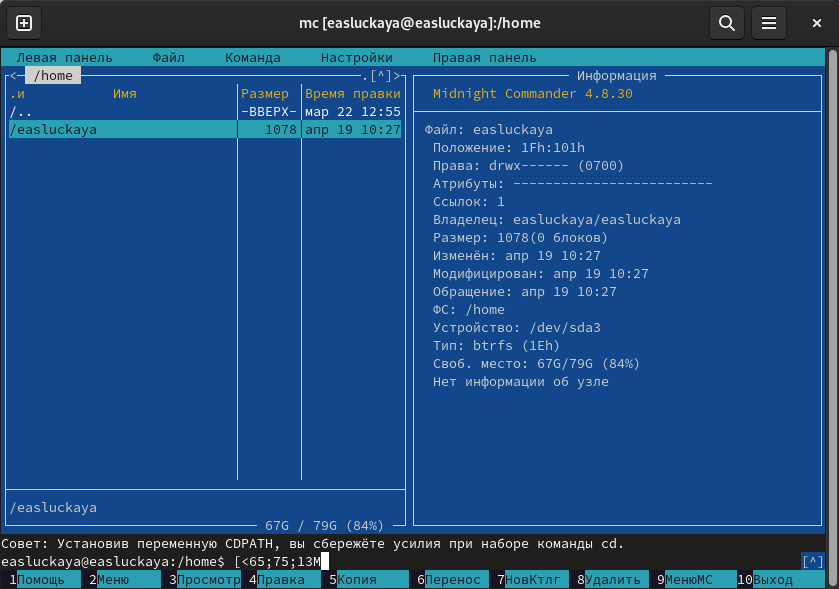 mc [easluckaya@easluckaya]:/home
Левая панель Файл Команда Настройки Правая панель
<— /home .[^]>
.и Имя Размер Время правки
/.. -ВВЕРХ- мар 22 12:55
/easluckaya 1078 апр 19 10:27
/easluckaya
67G / 79G (84%)
Информация
Midnight Commander 4.8.30
Файл: easluckaya
Положение: 1Fh:101h
Права: drwx------ (0700)
Атрибуты: -------------------------
Ссылок: 1
Владелец: easluckaya/easluckaya
Размер: 1078(0 блоков)
Изменён: апр 19 10:27
Модифицирован: апр 19 10:27
Обращение: апр 19 10:27
ФС: /home
Устройство: /dev/sda3
Тип: btrfs (1Eh)
Своб. место: 67G/79G (84%)
Нет информации об узле
Совет: Установив переменную CDPATH, вы сбережёте усилия при наборе команды cd.
easluckaya@easluckaya:/home$ [<65;75;13M [^]
1Помощь 2Меню 3Просмотр 4Правка 5Копия 6Перенос 7НовКтлг 8Удалить 9МенюMC 10Выход